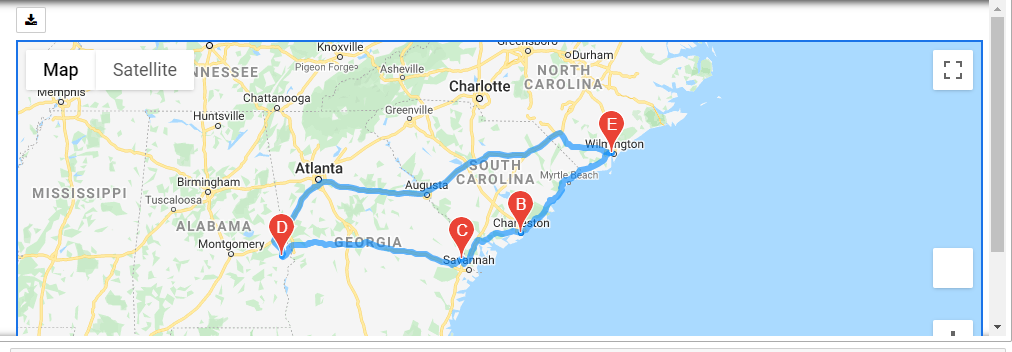 Map
Satellite
Knoxville
Greensboro
Durham
NNESSEE
Pigeon Forge
Asheville
NORTH
CAROLINA
Memphis
Chattanooga
Charlotte
Huntsville
Greenville
E
Wilmington
Atlanta
SOUTH
CAROLINA
Myrtle Beach
MISSISSIPPI
Birmingham
Augusta
Tuscaloosa
B
ALABAMA
D
C
Charleston
Montgomery
GEORGIA
Savannah